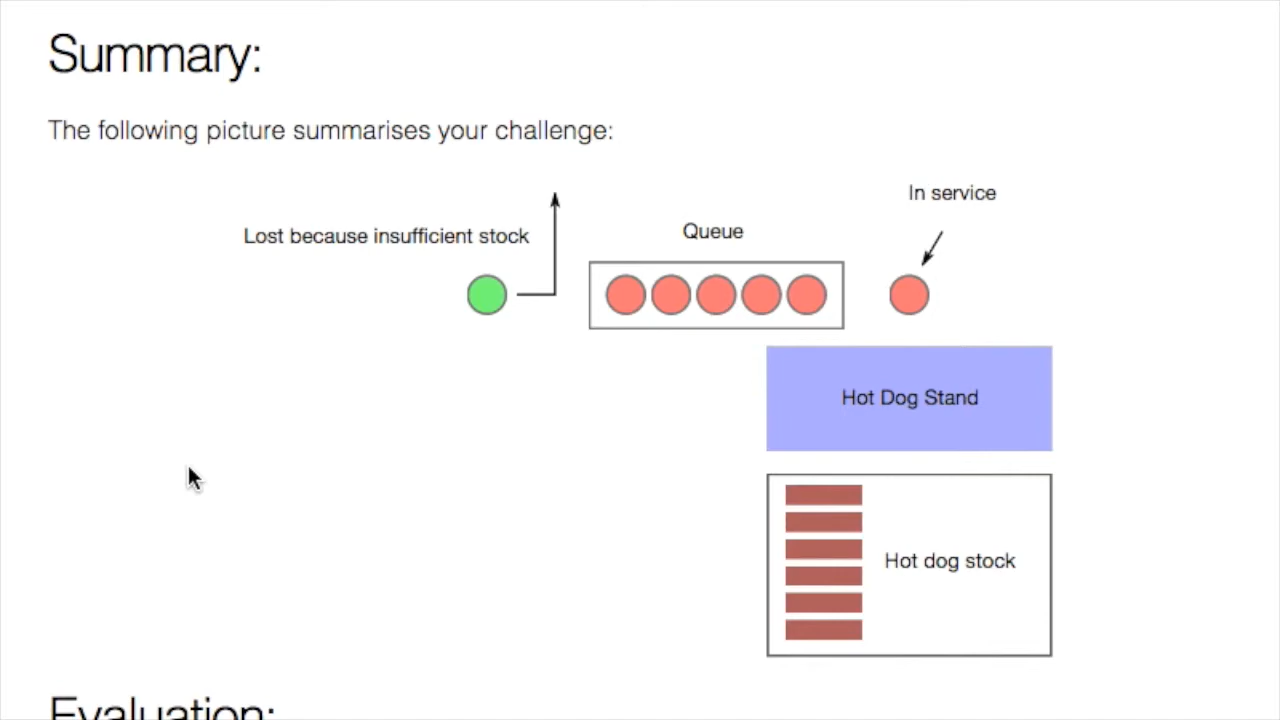 Summary:
The following picture summarises your challenge:
In service
Lost because insufficient stock
Queue
Hot Dog Stand
Hot dog stock
Evaluation: